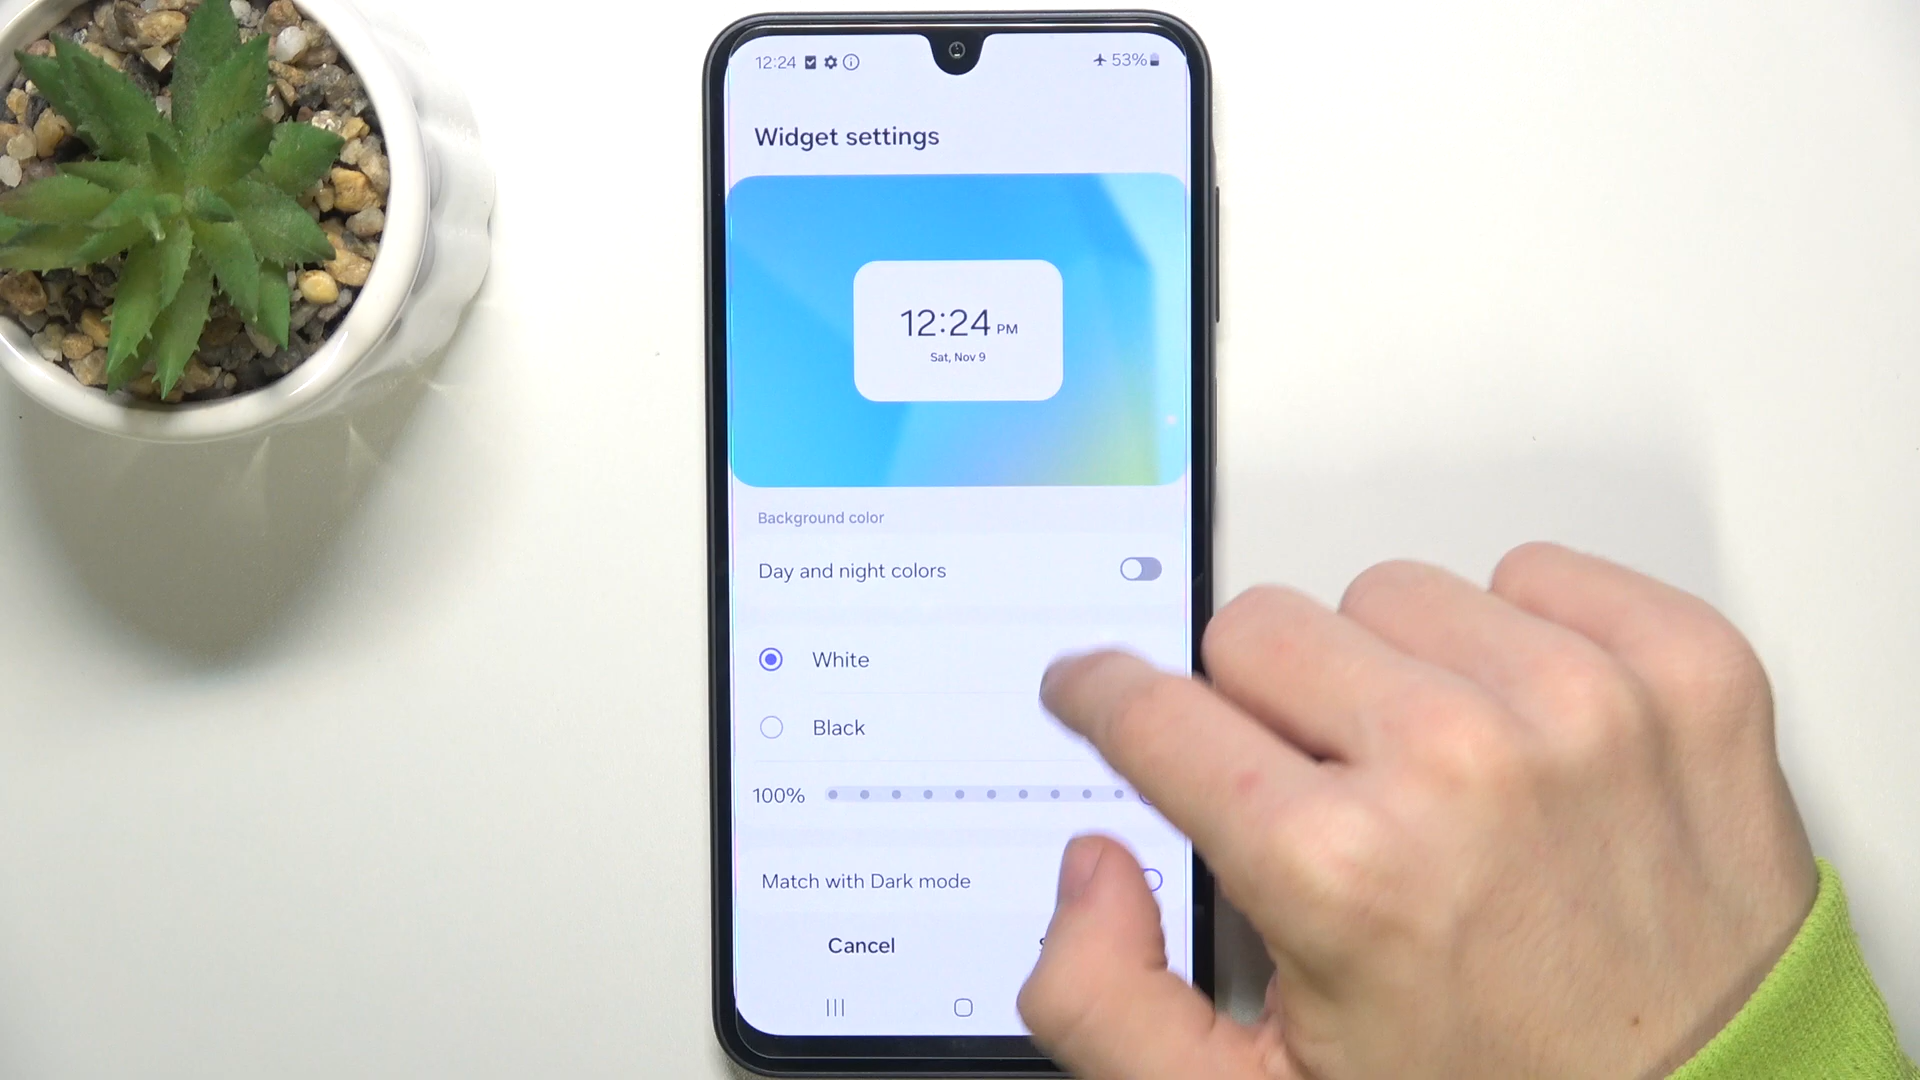 12:24
53%
Widget settings
12:24 PM
Sat, Nov 9
Background color
Day and night colors
White
Black
100%
Match with Dark mode
Cancel